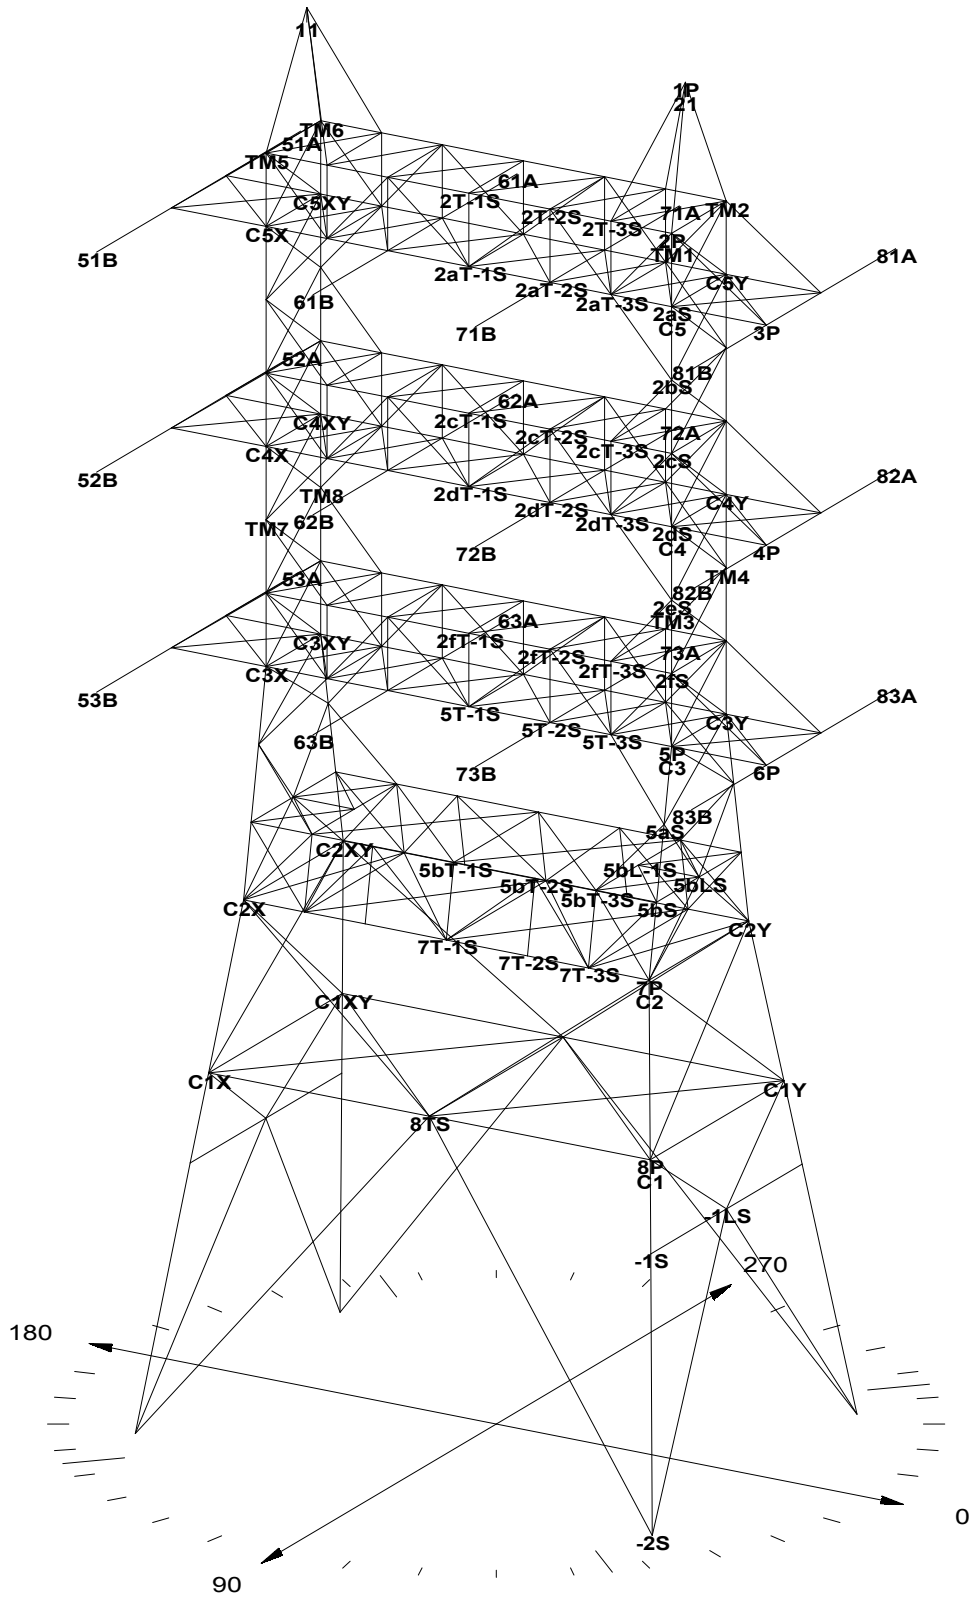 11
1P
21
TM6
51A
TM5
61A
2T-1S
C5XY
2T-2S
71A
TM2
2T-3S
C5X
2P
TM1
51B
81A
2aT-1S
C5Y
2aT-2S
61B
2aT-3S
2aS
C5
71B
3P
52A
81B
2bS
62A
2cT-1S
C4XY
2cT-2S
72A
2cT-3S
C4X
2cS
52B
82A
TM8
2dT-1S
C4Y
2dT-2S
62B
TM7
2dT-3S
2dS
C4
72B
4P
53A
TM4
82B
2eS
63A
TM3
2fT-1S
C3XY
2fT-2S
73A
2fT-3S
C3X
2fS
53B
83A
5T-1S
C3Y
5T-2S
63B
5T-3S
5P
C3
73B
6P
83B
5aS
C2XY
5bT-1S
5bL-1S
5bT-2S
5bLS
5bT-3S
C2X
5bS
C2Y
7T-1S
7T-2S
7T-3S
7P
C2
C1XY
C1X
C1Y
8TS
8P
C1
-1LS
-1S
270
180
0
-2S
90